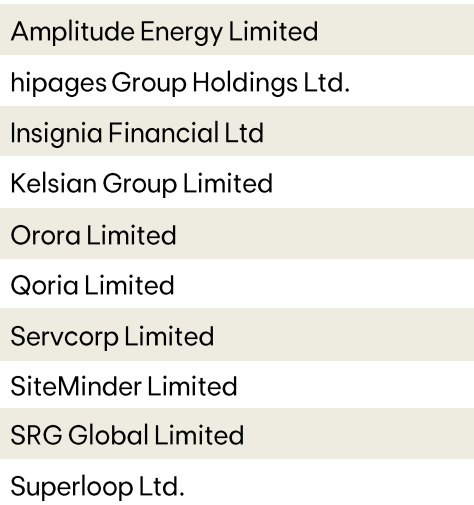 Amplitude Energy Limited
hipages Group Holdings Ltd.
Insignia Financial Ltd
Kelsian Group Limited
Orora Limited
Qoria Limited
Servcorp Limited
SiteMinder Limited
SRG Global Limited
Superloop Ltd.